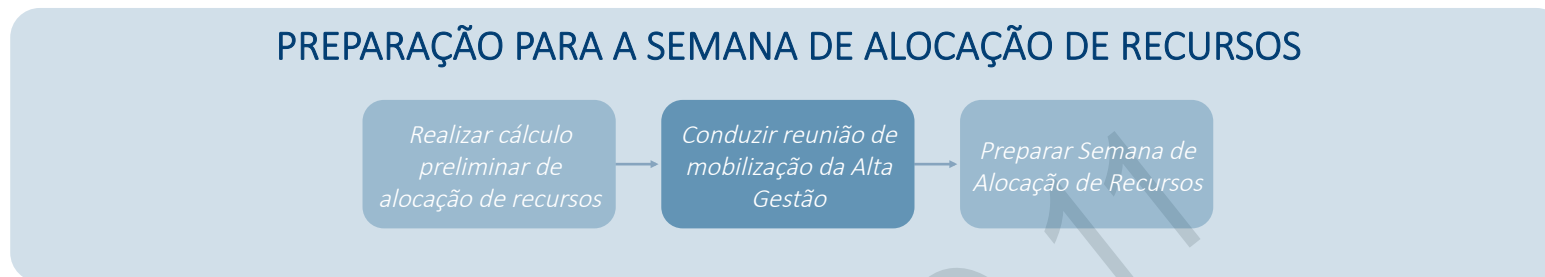 PREPARAÇÃO PARA A SEMANA DE ALOCAÇÃO DE RECURSOS
Realizar cálculo
preliminar de
alocação de recursos
Conduzir reunião de
mobilização da Alta
Gestão
Preparar Semana de
Alocação de Recursos